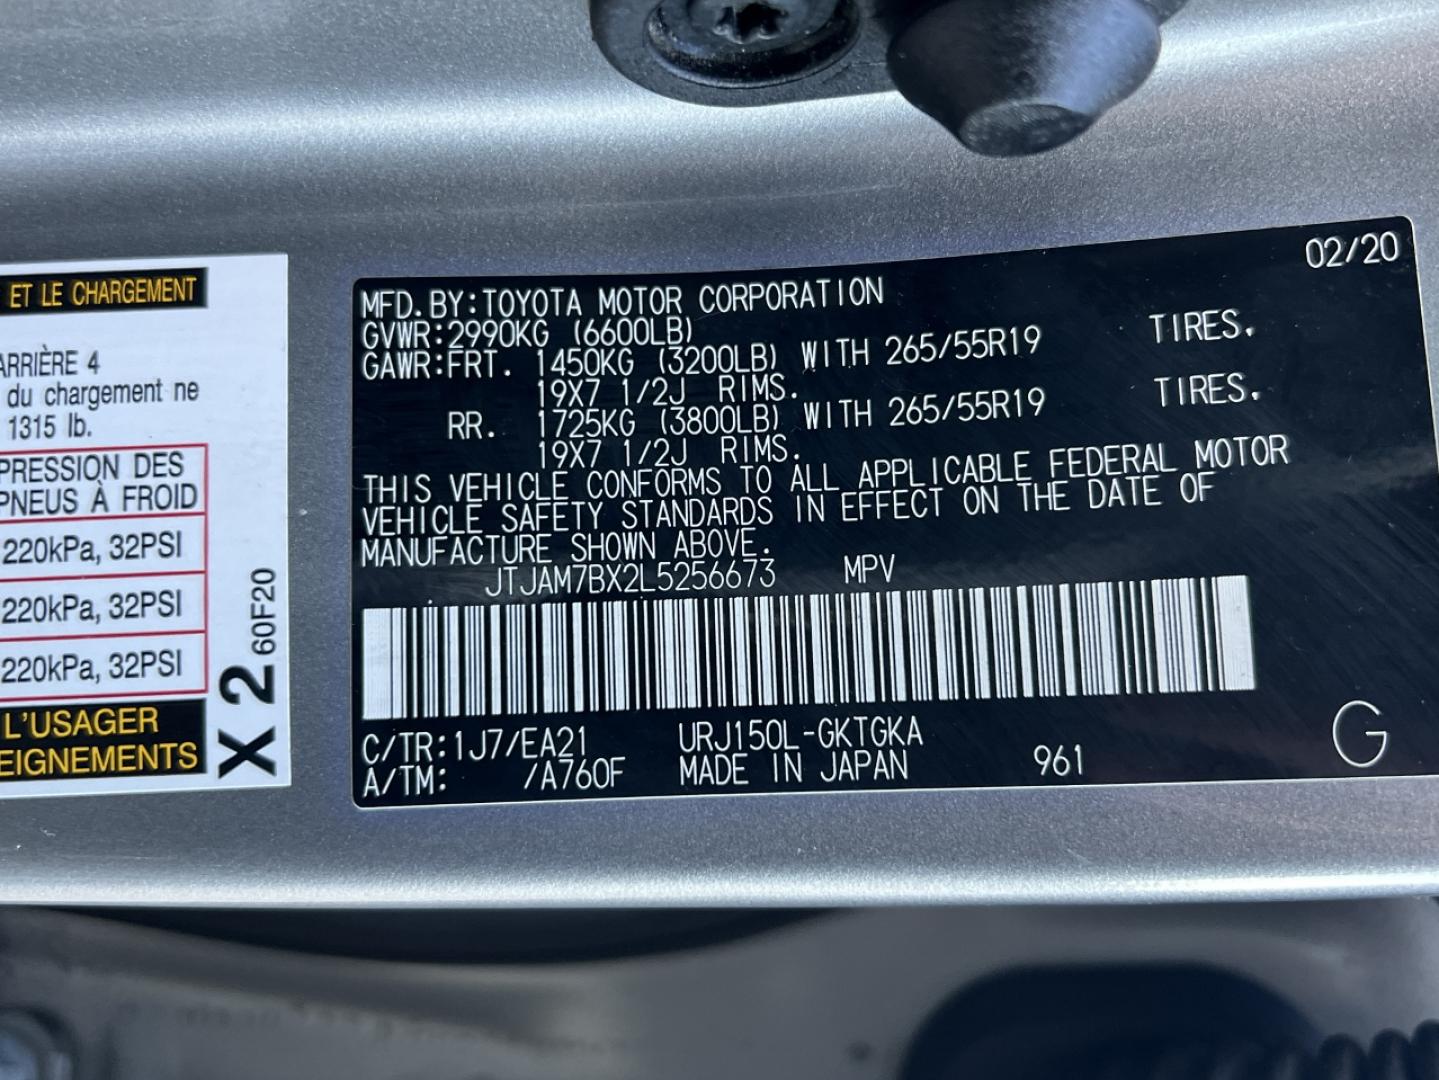 ET LE CHARGEMENT
ARRIÈRE 4
du chargement ne
1315 lb.
PRESSION DES
PNEUS À FROID
220kPa, 32PSI
220kPa, 32PSI
220kPa, 32PSI
L'USAGER
EIGNEMENTS
X 2 60F20
02/20
MFD.BY:TOYOTA MOTOR CORPORATION
GVWR:2990KG (6600LB)
GAWR:FRT. 1450KG (3200LB) WITH 265/55R19 TIRES.
19X7 1/2J RIMS.
RR. 1725KG (3800LB) WITH 265/55R19 TIRES.
19X7 1/2J RIMS.
THIS VEHICLE CONFORMS TO ALL APPLICABLE FEDERAL MOTOR
VEHICLE SAFETY STANDARDS IN EFFECT ON THE DATE OF
MANUFACTURE SHOWN ABOVE.
JTJAM7BX2L5256673 MPV
C/TR:1J7/EA21 URJ150L-GKTGKA
A/TM: /A760F MADE IN JAPAN 961
G